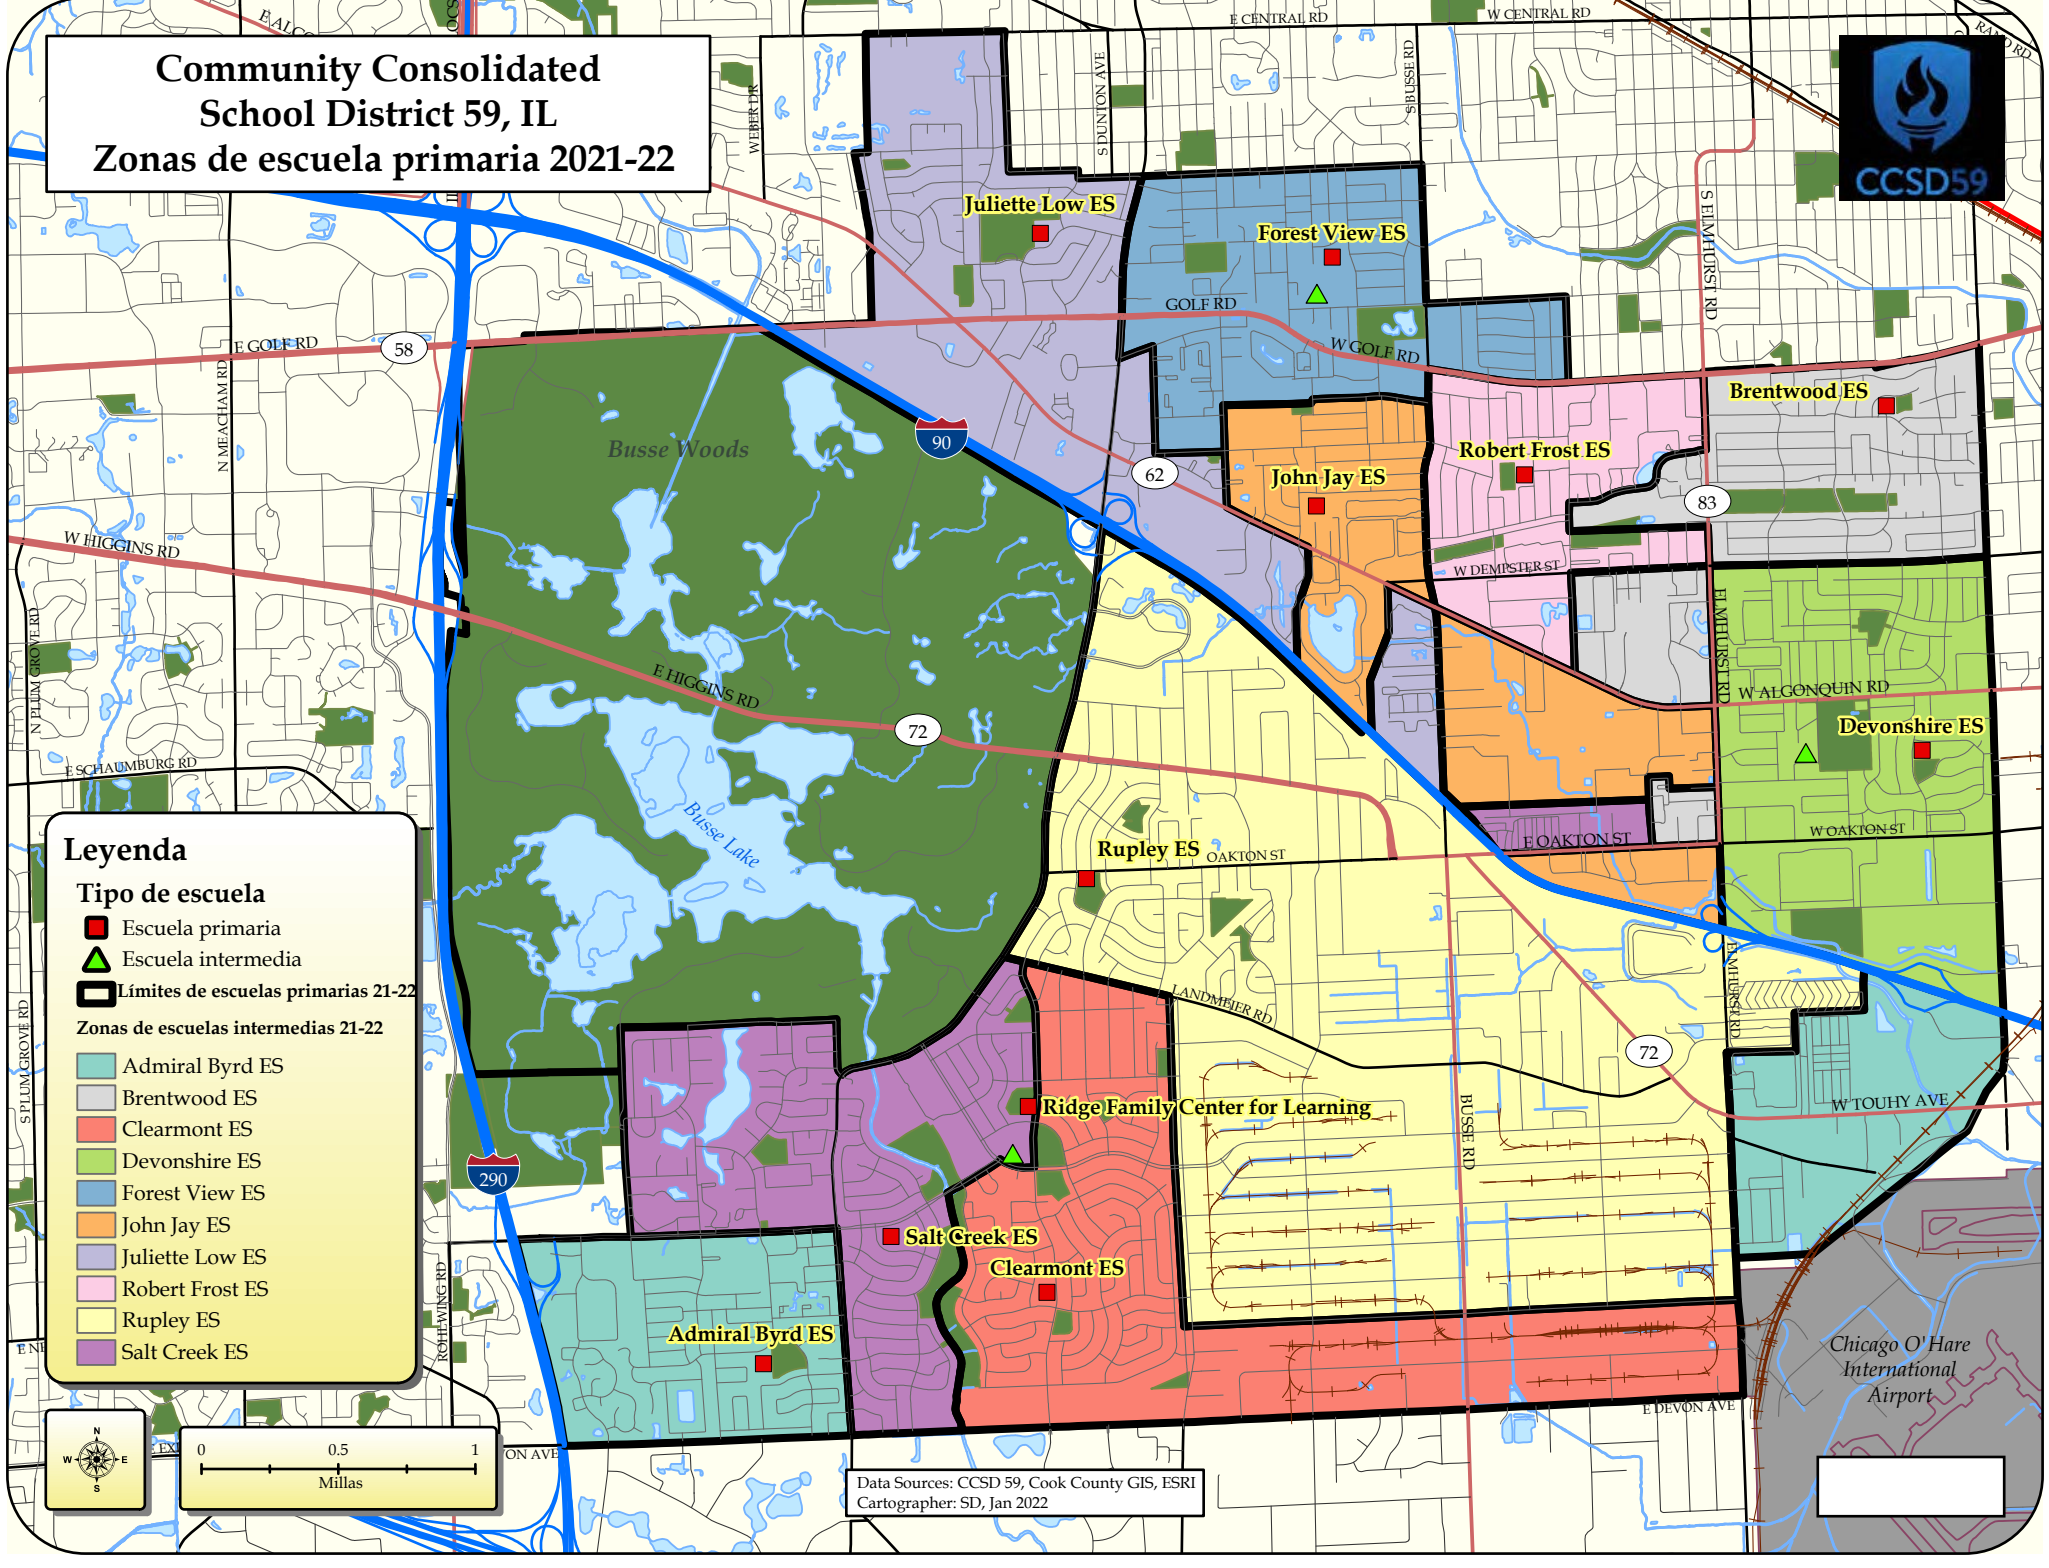 Community Consolidated
School District 59, IL
Zonas de escuela primaria 2021-22
CCSD59
E CENTRAL RD
W CENTRAL RD
RAND RD
WEBER DR
S DUNTON AVE
S BUSSE RD
S ELMHURST RD
Juliette Low ES
Forest View ES
GOLF RD
W GOLF RD
E GOLF RD
58
N MEACHAM RD
Brentwood ES
Busse Woods
90
62
Robert Frost ES
John Jay ES
83
W HIGGINS RD
W DEMPSTER ST
ELMHURST RD
N PLUM GROVE RD
E HIGGINS RD
72
W ALGONQUIN RD
Devonshire ES
E SCHAUMBURG RD
Busse Lake
Rupley ES
OAKTON ST
E OAKTON ST
W OAKTON ST
Leyenda
Tipo de escuela
Escuela primaria
Escuela intermedia
Límites de escuelas primarias 21-22
Zonas de escuelas intermedias 21-22
Admiral Byrd ES
Brentwood ES
Clearmont ES
Devonshire ES
Forest View ES
John Jay ES
Juliette Low ES
Robert Frost ES
Rupley ES
Salt Creek ES
S PLUM GROVE RD
LANDMEIER RD
ELMHURST RD
72
BUSSE RD
W TOUHY AVE
Ridge Family Center for Learning
290
Salt Creek ES
Clearmont ES
ROHLWING RD
Admiral Byrd ES
Chicago O'Hare
International
Airport
E DEVON AVE
ON AVE
N
W E
S
0 0.5 1
Millas
Data Sources: CCSD 59, Cook County GIS, ESRI
Cartographer: SD, Jan 2022